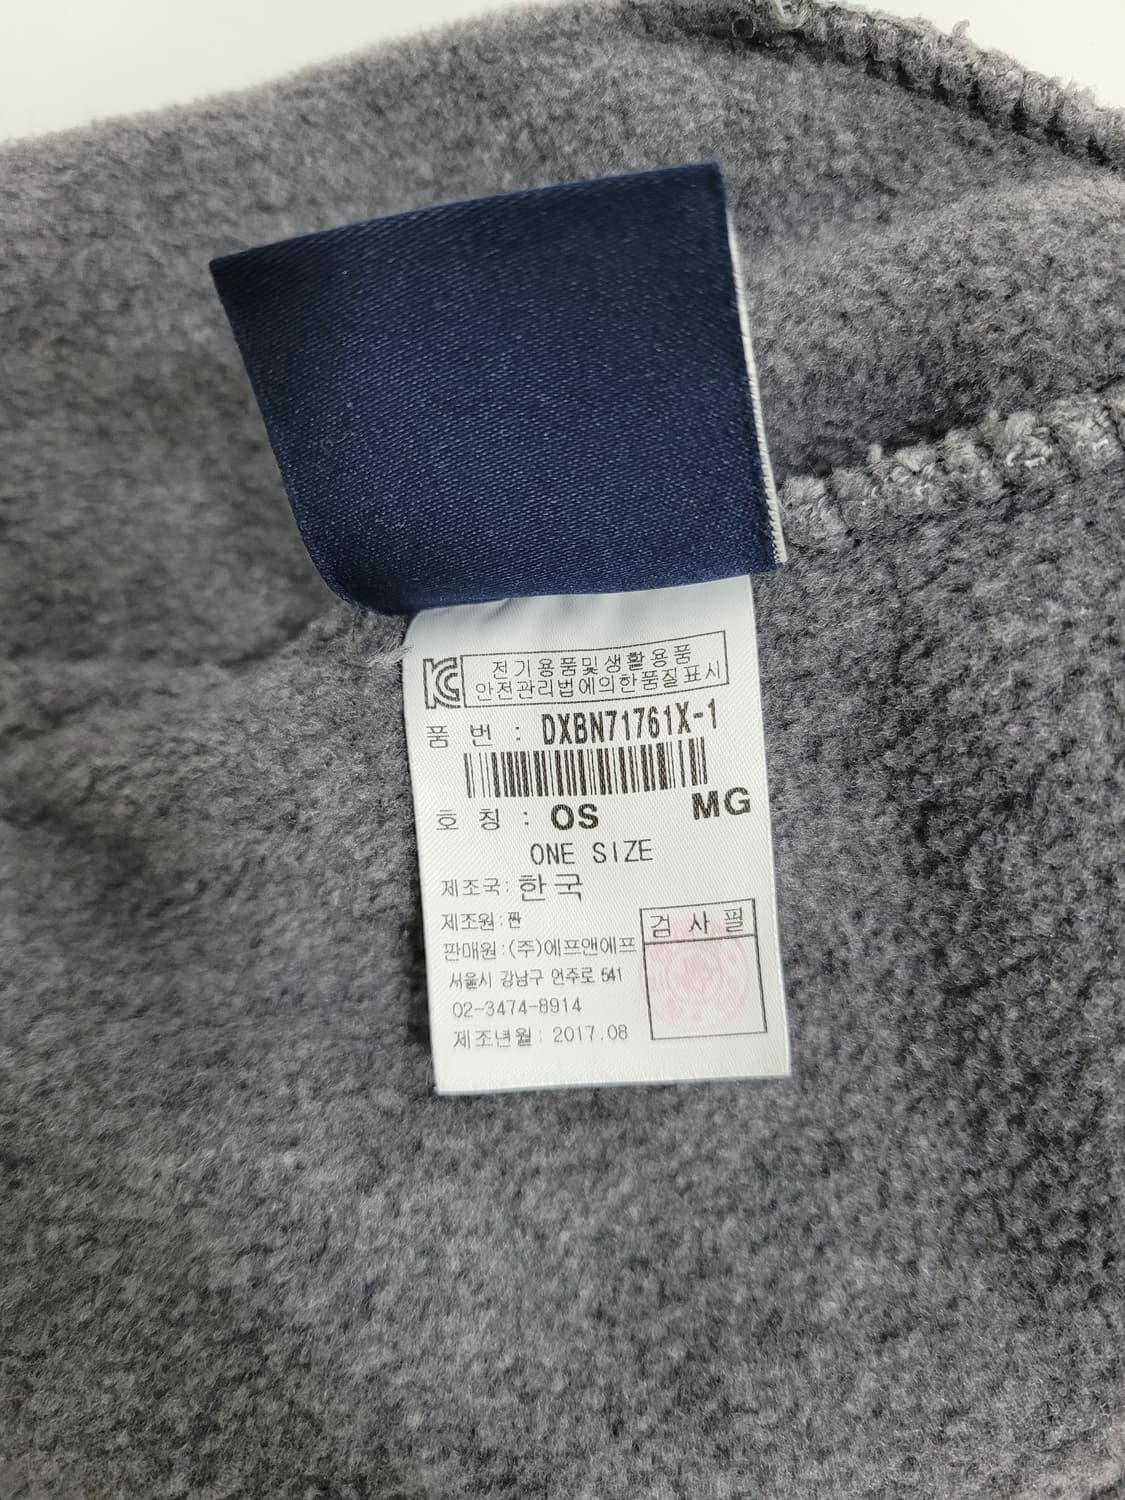 KC 전기용품및생활용품
안전관리법에의한품질표시
품 번 : DXBN71761X-1
호 칭 : OS MG
ONE SIZE
제조국: 한국
제조원:짠
검사필
판매원:(주)에프앤에프
서울시 강남구 언주로 541
02-3474-8914
제조년월: 2017.08